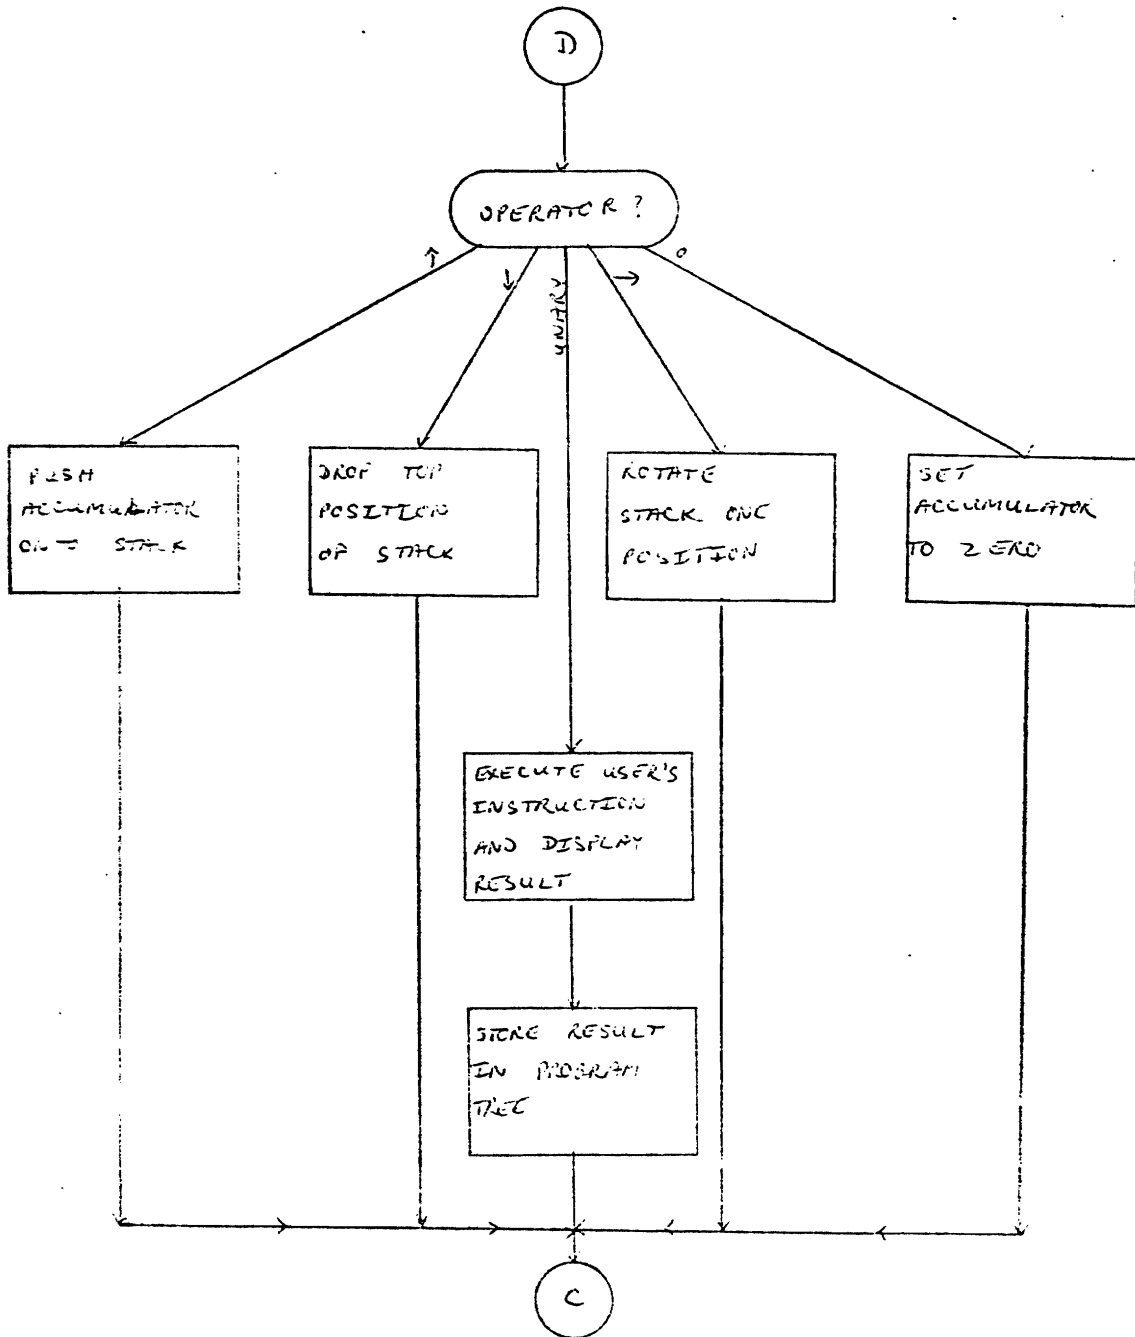 D
OPERATOR ?
↑
↓
UNARY
→
0
PUSH
ACCUMULATOR
ONTO STACK
DROP TOP
POSITION
OF STACK
ROTATE
STACK ONE
POSITION
SET
ACCUMULATOR
TO ZERO
EXECUTE USER'S
INSTRUCTION
AND DISPLAY
RESULT
STORE RESULT
IN PROGRAM
TREE
C